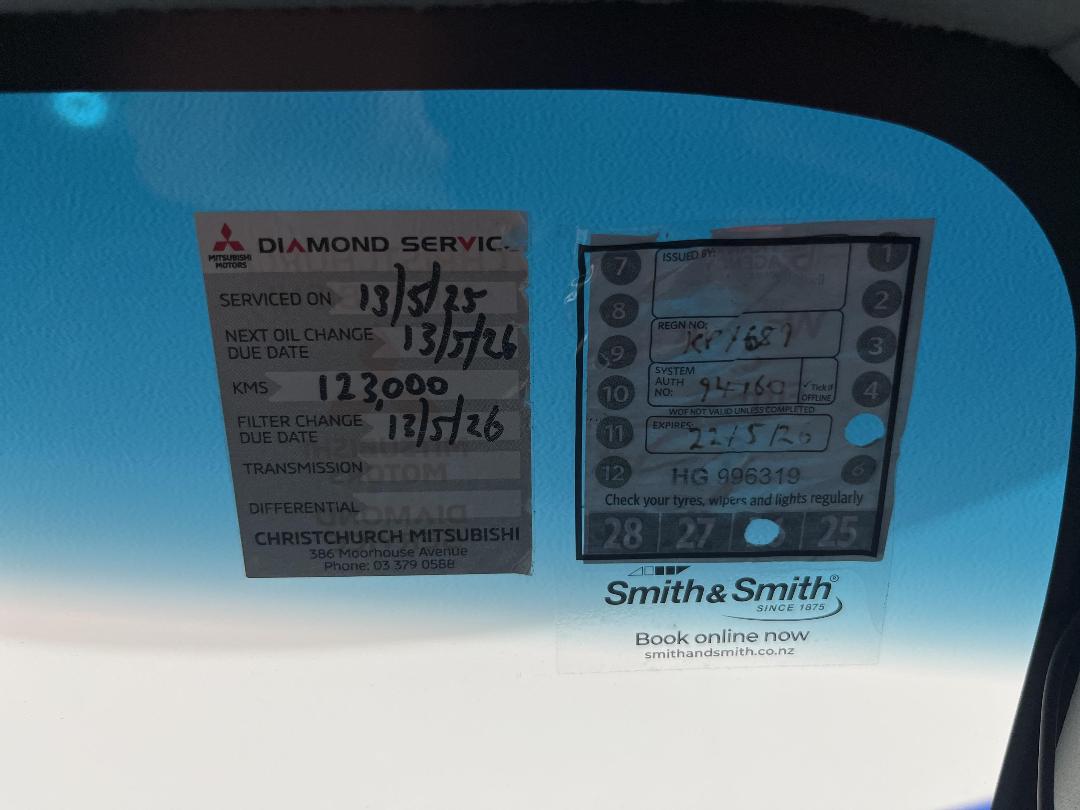 MITSUBISHI
MOTORS
DIAMOND SERVIC
SERVICED ON 13/5/25
NEXT OIL CHANGE
DUE DATE 13/5/26
KMS 123,000
FILTER CHANGE
DUE DATE 13/5/26
TRANSMISSION
DIFFERENTIAL
CHRISTCHURCH MITSUBISHI
386 Moorhouse Avenue
Phone: 03 379 0588
7 ISSUED BY: 1
8 2
REGN NO:
9 3
SYSTEM
AUTH
NO: 94160
✓Tick if
OFFLINE
10 4
WOF NOT VALID UNLESS COMPLETED
11 EXPIRES: 22/5/26
12 HG 996319 6
Check your tyres, wipers and lights regularly
28 27 25
Smith & Smith®
SINCE 1875
Book online now
smithandsmith.co.nz